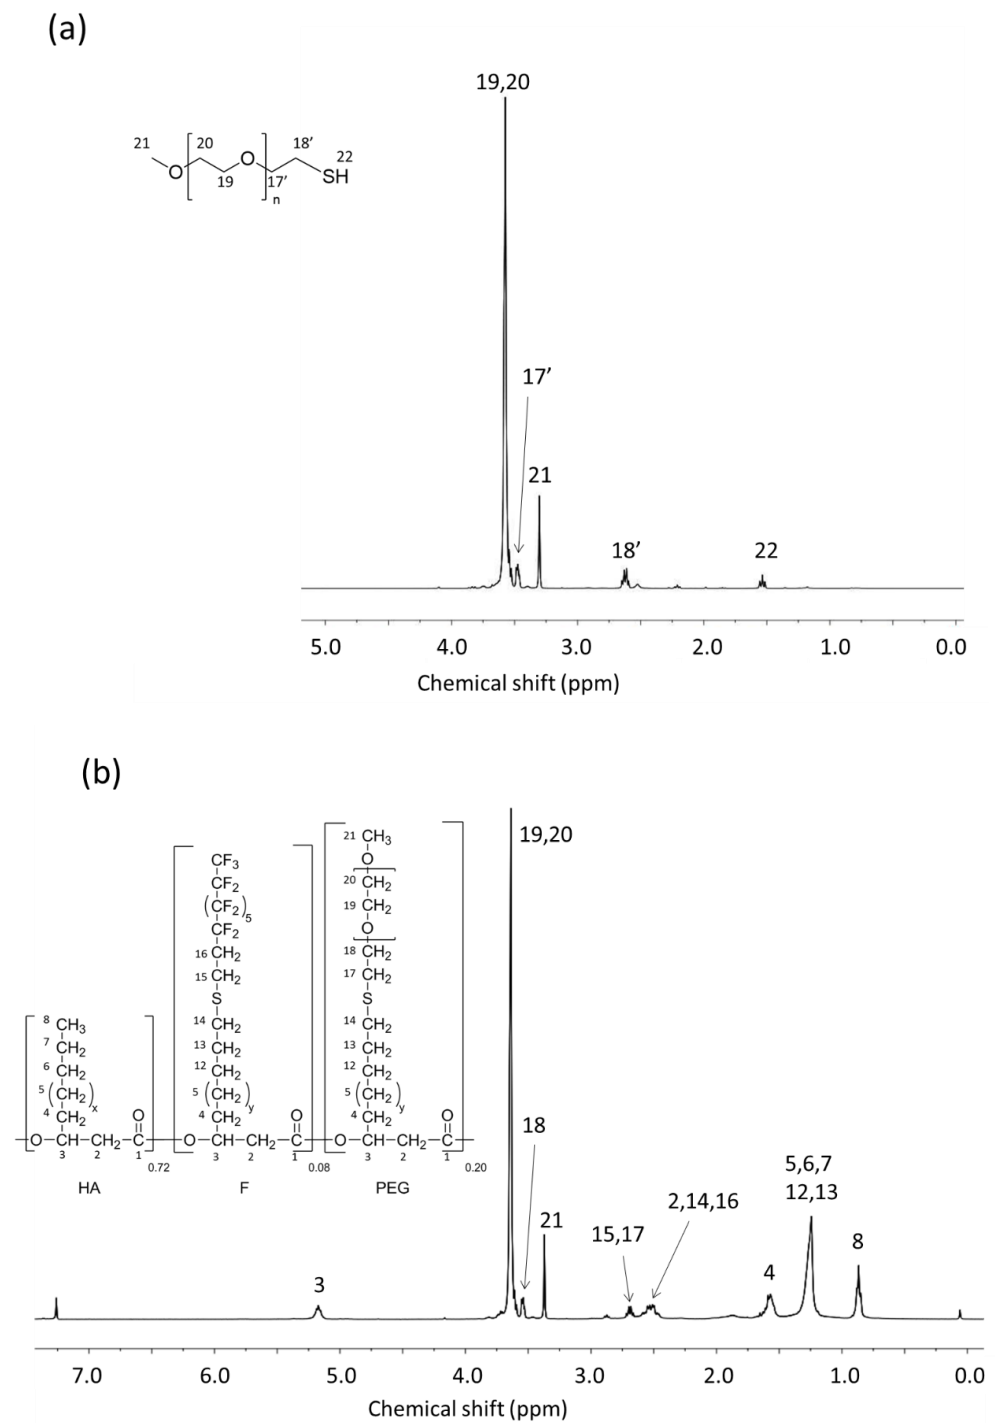 (a)
19,20
21
20
O
19
O
17’
n
18’
22
SH
17’
21
18’
22
5.0 4.0 3.0 2.0 1.0 0.0
Chemical shift (ppm)
(b)
19,20
21 CH3
O
20 CH2
19 CH2
O
18 CH2
17 CH2
S
14 CH2
13 CH2
12 CH2
5 (CH2)y
4 CH2
O CH CH2 C O
3 2 1 0.20
PEG
CF3
CF2
(CF2)5
CF2
16 CH2
15 CH2
S
14 CH2
13 CH2
12 CH2
5 (CH2)y
4 CH2
O CH CH2 C O
3 2 1 0.08
F
8 CH3
7 CH2
6 CH2
5 (CH2)x
4 CH2
O CH CH2 C O
3 2 1 0.72
HA
3
18
21
15,17
2,14,16
4
5,6,7
12,13
8
7.0 6.0 5.0 4.0 3.0 2.0 1.0 0.0
Chemical shift (ppm)